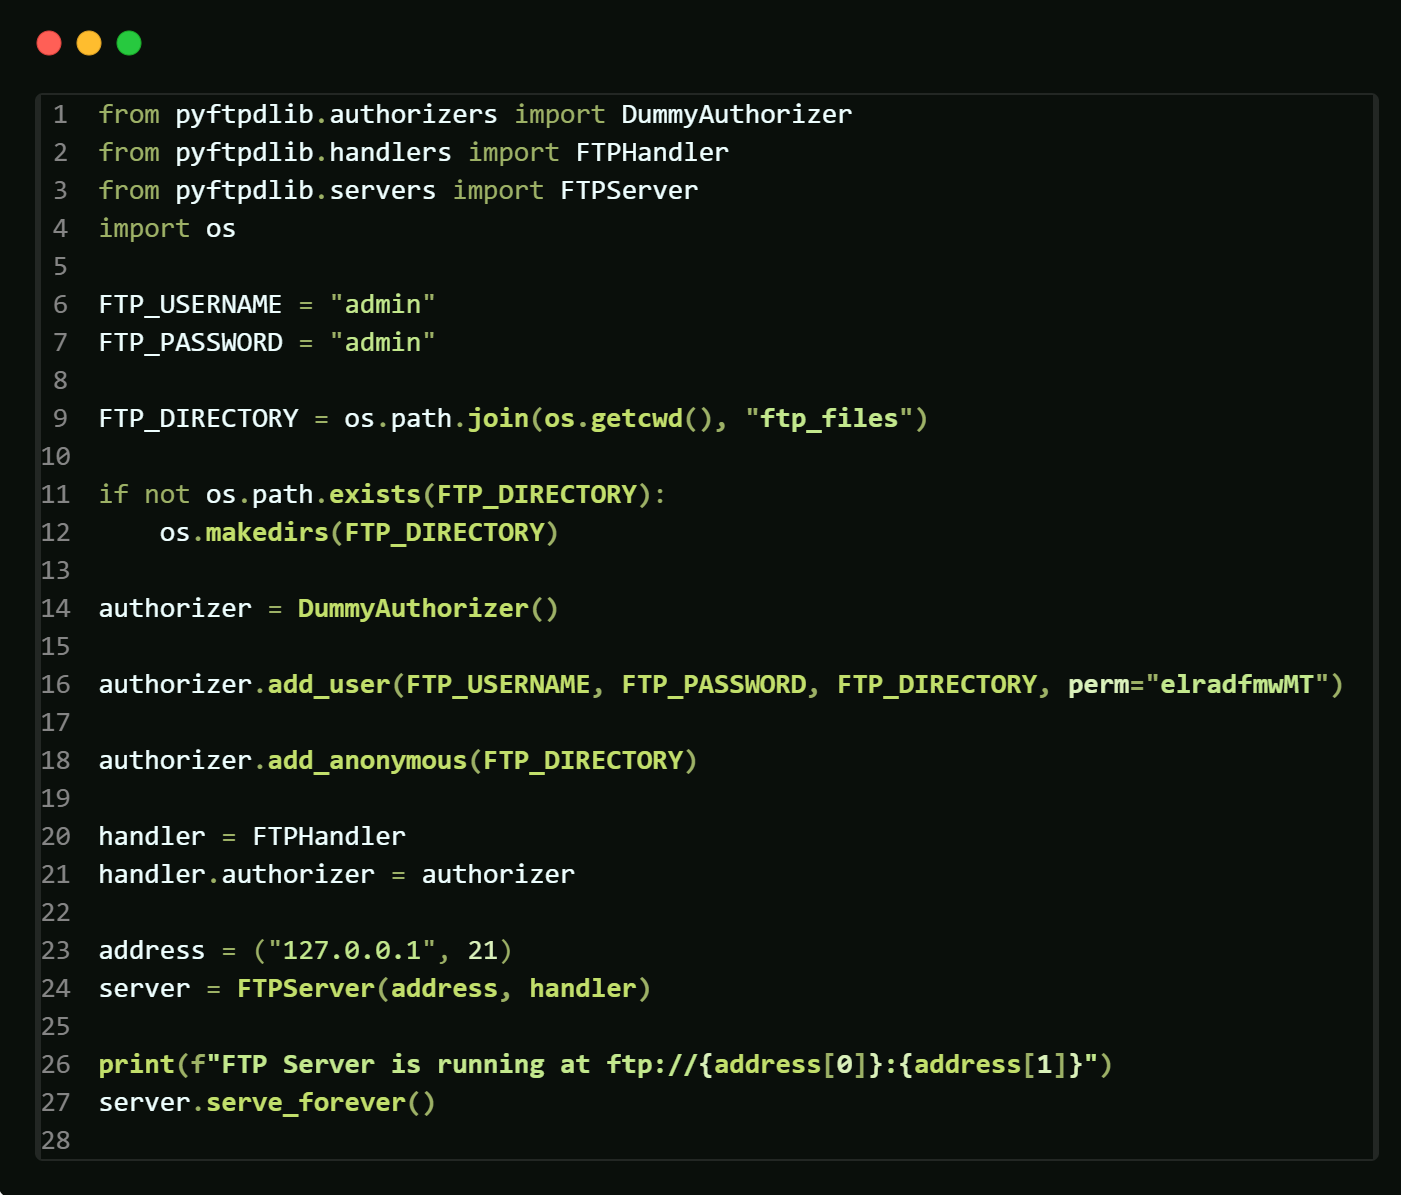 1 from pyftpdlib.authorizers import DummyAuthorizer
2 from pyftpdlib.handlers import FTPHandler
3 from pyftpdlib.servers import FTPServer
4 import os
5
6 FTP_USERNAME = "admin"
7 FTP_PASSWORD = "admin"
8
9 FTP_DIRECTORY = os.path.join(os.getcwd(), "ftp_files")
10
11 if not os.path.exists(FTP_DIRECTORY):
12     os.makedirs(FTP_DIRECTORY)
13
14 authorizer = DummyAuthorizer()
15
16 authorizer.add_user(FTP_USERNAME, FTP_PASSWORD, FTP_DIRECTORY, perm="elradfmwMT")
17
18 authorizer.add_anonymous(FTP_DIRECTORY)
19
20 handler = FTPHandler
21 handler.authorizer = authorizer
22
23 address = ("127.0.0.1", 21)
24 server = FTPServer(address, handler)
25
26 print(f"FTP Server is running at ftp://{address[0]}:{address[1]}")
27 server.serve_forever()
28